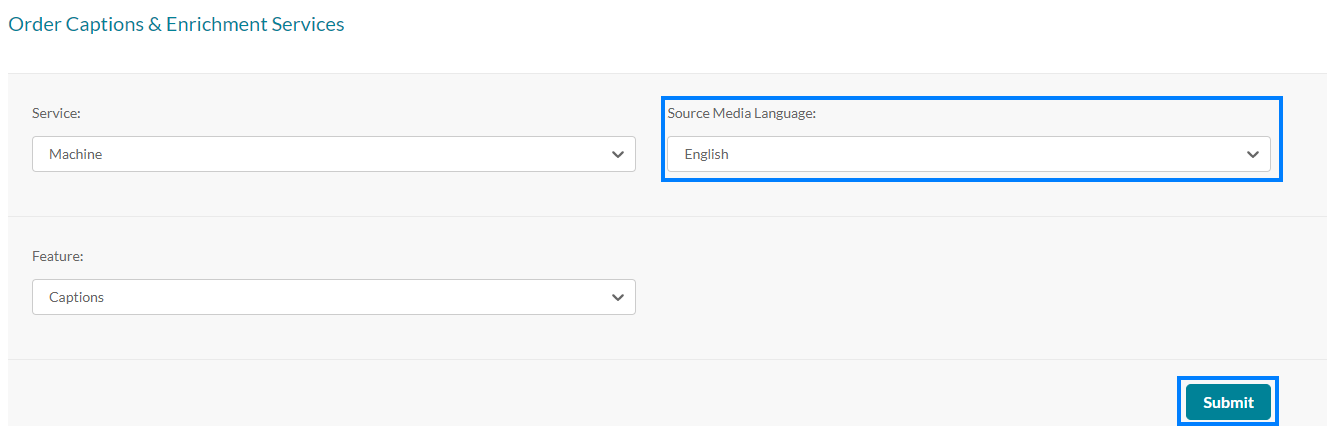 Order Captions & Enrichment Services
Service:
Source Media Language:
Machine
English
Feature:
Captions
Submit